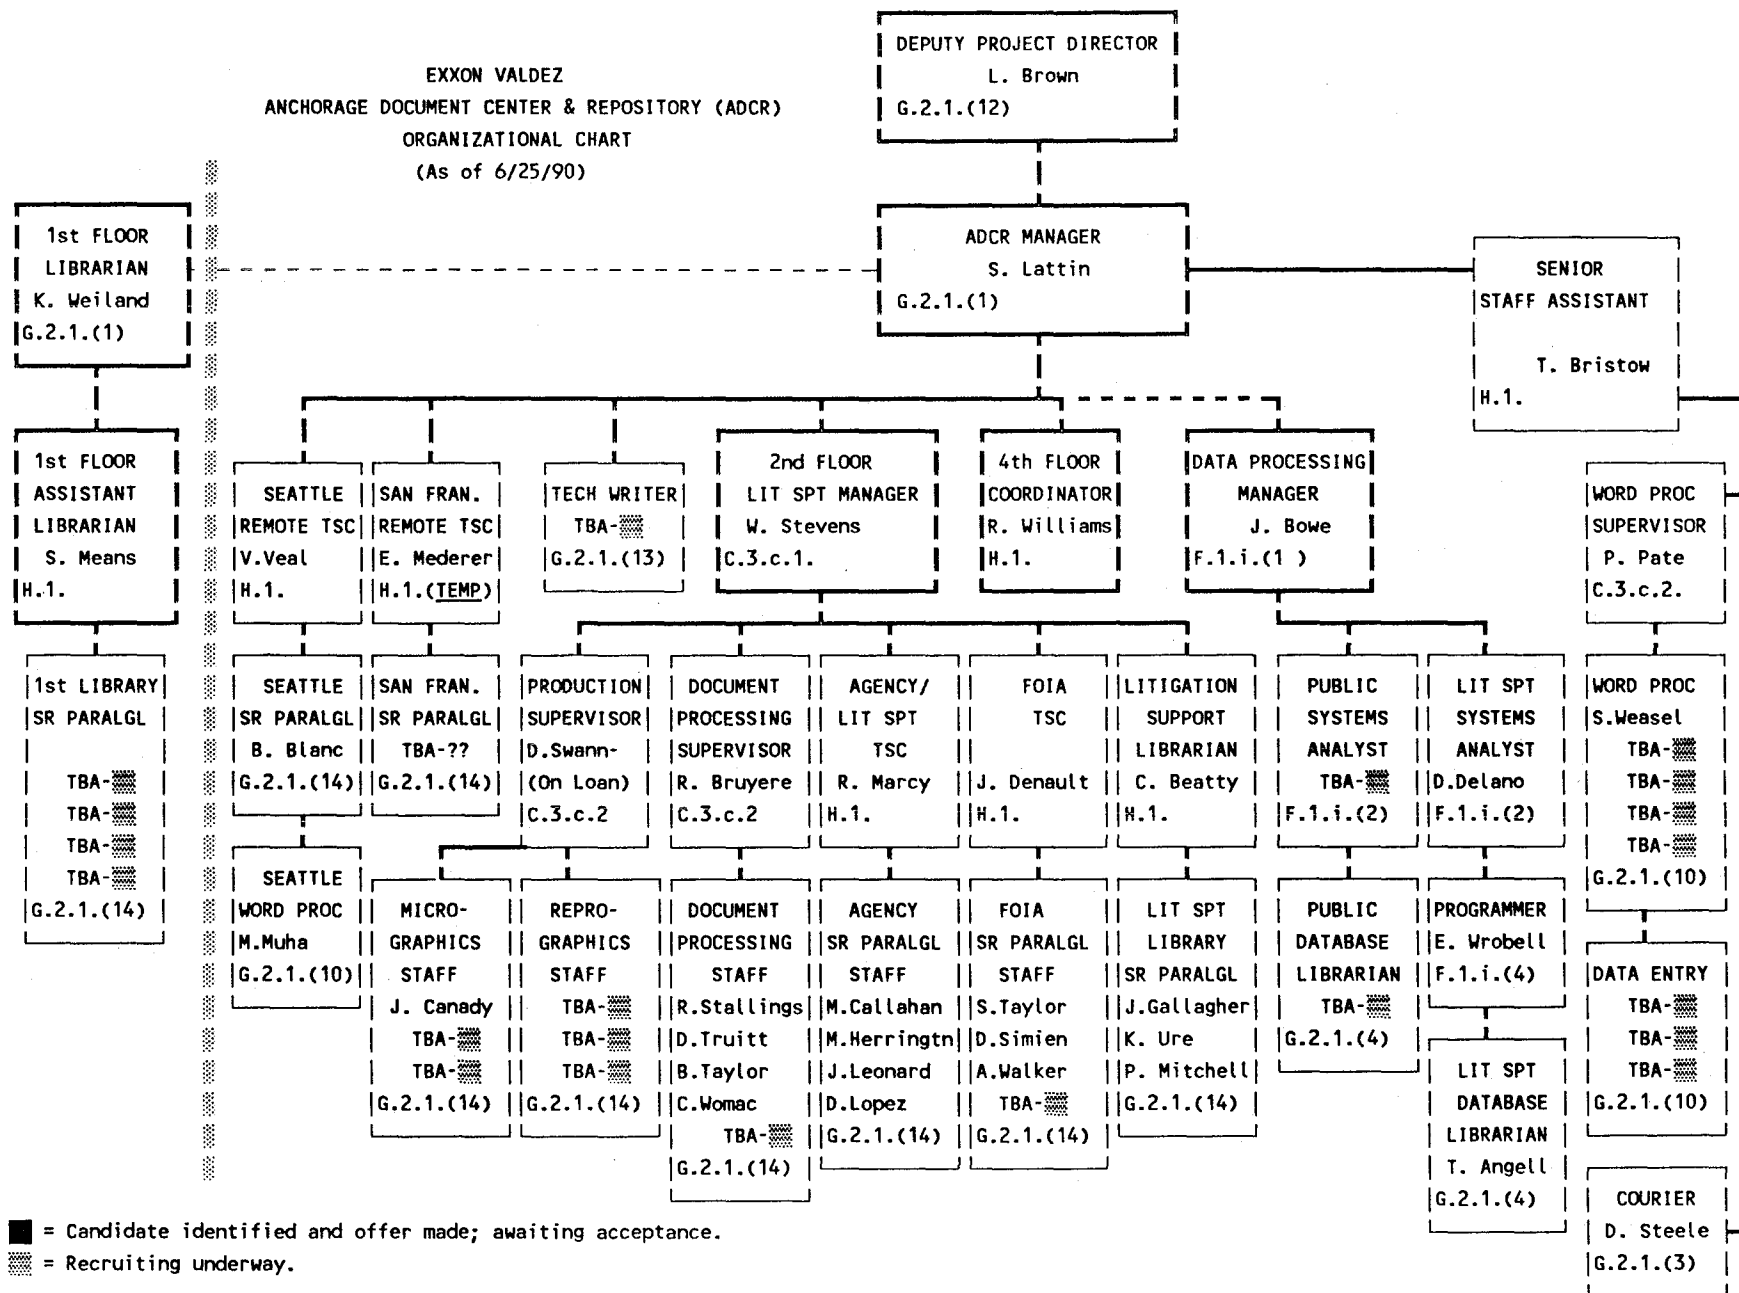 EXXON VALDEZ
ANCHORAGE DOCUMENT CENTER & REPOSITORY (ADCR)
ORGANIZATIONAL CHART
(As of 6/25/90)
DEPUTY PROJECT DIRECTOR
L. Brown
G.2.1.(12)
1st FLOOR
LIBRARIAN
K. Weiland
G.2.1.(1)
ADCR MANAGER
S. Lattin
G.2.1.(1)
SENIOR
STAFF ASSISTANT
T. Bristow
H.1.
1st FLOOR
ASSISTANT
LIBRARIAN
S. Means
H.1.
SEATTLE
REMOTE TSC
V.Veal
H.1.
SAN FRAN.
REMOTE TSC
E. Mederer
H.1.(TEMP)
TECH WRITER
TBA-
G.2.1.(13)
2nd FLOOR
LIT SPT MANAGER
W. Stevens
C.3.c.1.
4th FLOOR
COORDINATOR
R. Williams
H.1.
DATA PROCESSING
MANAGER
J. Bowe
F.1.i.(1 )
WORD PROC
SUPERVISOR
P. Pate
C.3.c.2.
1st LIBRARY
SR PARALGL
TBA-
TBA-
TBA-
TBA-
G.2.1.(14)
SEATTLE
SR PARALGL
B. Blanc
G.2.1.(14)
SAN FRAN.
SR PARALGL
TBA-??
G.2.1.(14)
PRODUCTION
SUPERVISOR
D.Swann-
(On Loan)
C.3.c.2
DOCUMENT
PROCESSING
SUPERVISOR
R. Bruyere
C.3.c.2
AGENCY/
LIT SPT
TSC
R. Marcy
H.1.
FOIA
TSC
J. Denault
H.1.
LITIGATION
SUPPORT
LIBRARIAN
C. Beatty
H.1.
PUBLIC
SYSTEMS
ANALYST
TBA-
F.1.i.(2)
LIT SPT
SYSTEMS
ANALYST
D.Delano
F.1.i.(2)
WORD PROC
S.Weasel
TBA-
TBA-
TBA-
TBA-
G.2.1.(10)
SEATTLE
WORD PROC
M.Muha
G.2.1.(10)
MICRO-
GRAPHICS
STAFF
J. Canady
TBA-
TBA-
G.2.1.(14)
REPRO-
GRAPHICS
STAFF
TBA-
TBA-
TBA-
G.2.1.(14)
DOCUMENT
PROCESSING
STAFF
R.Stallings
D.Truitt
B.Taylor
C.Womac
TBA-
G.2.1.(14)
AGENCY
SR PARALGL
STAFF
M.Callahan
M.Herringtn
J.Leonard
D.Lopez
G.2.1.(14)
FOIA
SR PARALGL
STAFF
S.Taylor
D.Simien
A.Walker
TBA-
G.2.1.(14)
LIT SPT
LIBRARY
SR PARALGL
J.Gallagher
K. Ure
P. Mitchell
G.2.1.(14)
PUBLIC
DATABASE
LIBRARIAN
TBA-
G.2.1.(4)
PROGRAMMER
E. Wrobell
F.1.i.(4)
LIT SPT
DATABASE
LIBRARIAN
T. Angell
G.2.1.(4)
DATA ENTRY
TBA-
TBA-
TBA-
G.2.1.(10)
COURIER
D. Steele
G.2.1.(3)
= Candidate identified and offer made; awaiting acceptance.
= Recruiting underway.